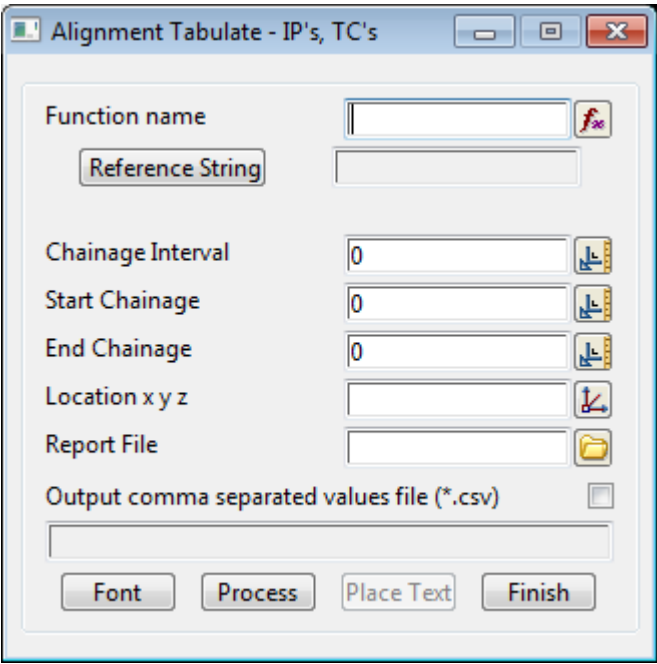 Alignment Tabulate - IP's, TC's
Function name
Reference String
Chainage Interval 0
Start Chainage 0
End Chainage 0
Location x y z
Report File
Output comma separated values file (*.csv)
Font Process Place Text Finish